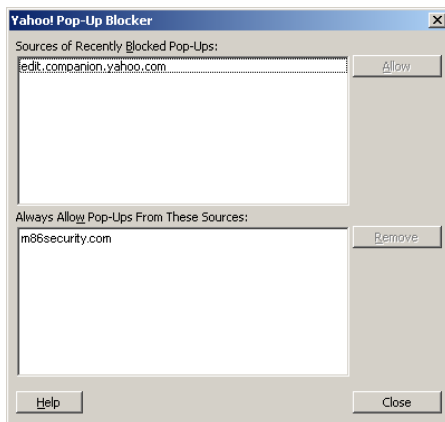 Yahoo! Pop-Up Blocker
Sources of Recently Blocked Pop-Ups:
edit.companion.yahoo.com
Allow
Always Allow Pop-Ups From These Sources:
m86security.com
Remove
Help
Close